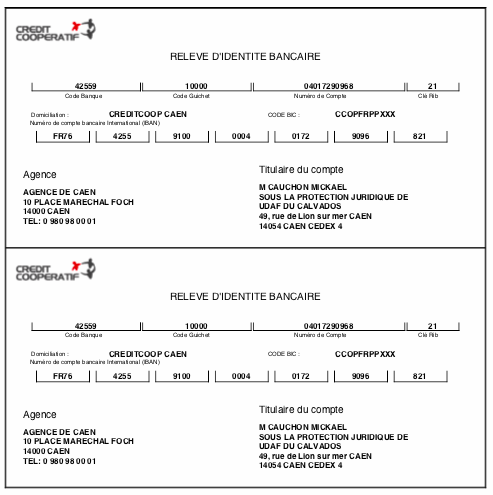 CREDIT
COOPERATIF
RELEVE D'IDENTITE BANCAIRE
42559 10000 04017290968 21
Code Banque Code Guichet Numéro de Compte Clé Rib
Domiciliation : CREDITCOOP CAEN CODE BIC : CCOPFRPPXXX
Numéro de compte bancaire International (IBAN)
FR76 4255 9100 0004 0172 9096 821
Agence
AGENCE DE CAEN
10 PLACE MARECHAL FOCH
14000 CAEN
TEL: 0 980 98 00 01
Titulaire du compte
M CAUCHON MICKAEL
SOUS LA PROTECTION JURIDIQUE DE
UDAF DU CALVADOS
49, rue de Lion sur mer CAEN
14054 CAEN CEDEX 4
CREDIT
COOPERATIF
RELEVE D'IDENTITE BANCAIRE
42559 10000 04017290968 21
Code Banque Code Guichet Numéro de Compte Clé Rib
Domiciliation : CREDITCOOP CAEN CODE BIC : CCOPFRPPXXX
Numéro de compte bancaire International (IBAN)
FR76 4255 9100 0004 0172 9096 821
Agence
AGENCE DE CAEN
10 PLACE MARECHAL FOCH
14000 CAEN
TEL: 0 980 98 00 01
Titulaire du compte
M CAUCHON MICKAEL
SOUS LA PROTECTION JURIDIQUE DE
UDAF DU CALVADOS
49, rue de Lion sur mer CAEN
14054 CAEN CEDEX 4